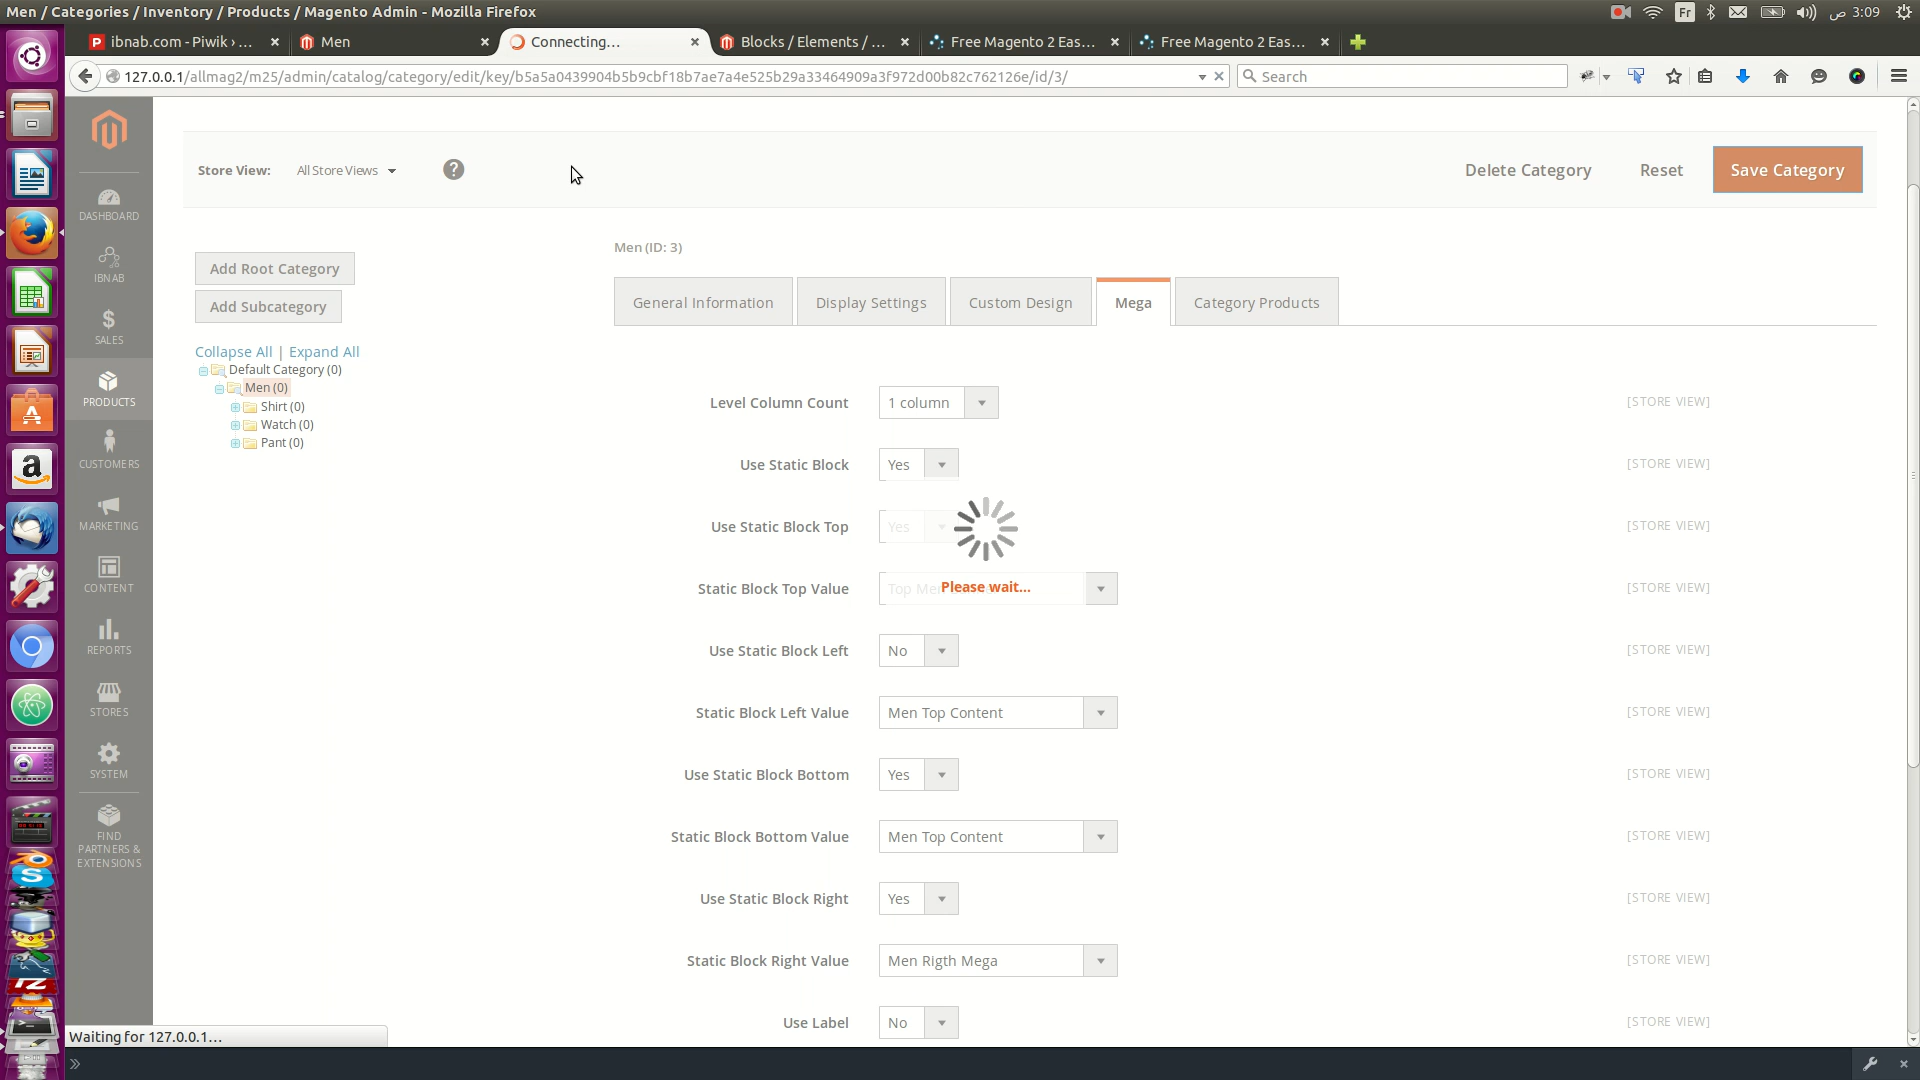 Men / Categories / Inventory / Products / Magento Admin - Mozilla Firefox
Fr
ص 3:09
ibnab.com - Piwik › ...
Men
Connecting...
Blocks / Elements / ...
Free Magento 2 Eas...
Free Magento 2 Eas...
127.0.0.1/allmag2/m25/admin/catalog/category/edit/key/b5a5a0439904b5b9cbf18b7ae7a4e525b29a33464909a3f972d00b82c762126e/id/3/
Search
DASHBOARD
IBNAB
SALES
PRODUCTS
CUSTOMERS
MARKETING
CONTENT
REPORTS
STORES
SYSTEM
FIND
PARTNERS &
EXTENSIONS
Store View: All Store Views ?
Delete Category
Reset
Save Category
Add Root Category
Add Subcategory
Collapse All | Expand All
Default Category (0)
Men (0)
Shirt (0)
Watch (0)
Pant (0)
Men (ID: 3)
General Information
Display Settings
Custom Design
Mega
Category Products
Level Column Count 1 column [STORE VIEW]
Use Static Block Yes [STORE VIEW]
Use Static Block Top Yes [STORE VIEW]
Static Block Top Value Top Me [STORE VIEW]
Please wait...
Use Static Block Left No [STORE VIEW]
Static Block Left Value Men Top Content [STORE VIEW]
Use Static Block Bottom Yes [STORE VIEW]
Static Block Bottom Value Men Top Content [STORE VIEW]
Use Static Block Right Yes [STORE VIEW]
Static Block Right Value Men Rigth Mega [STORE VIEW]
Use Label No [STORE VIEW]
Waiting for 127.0.0.1...